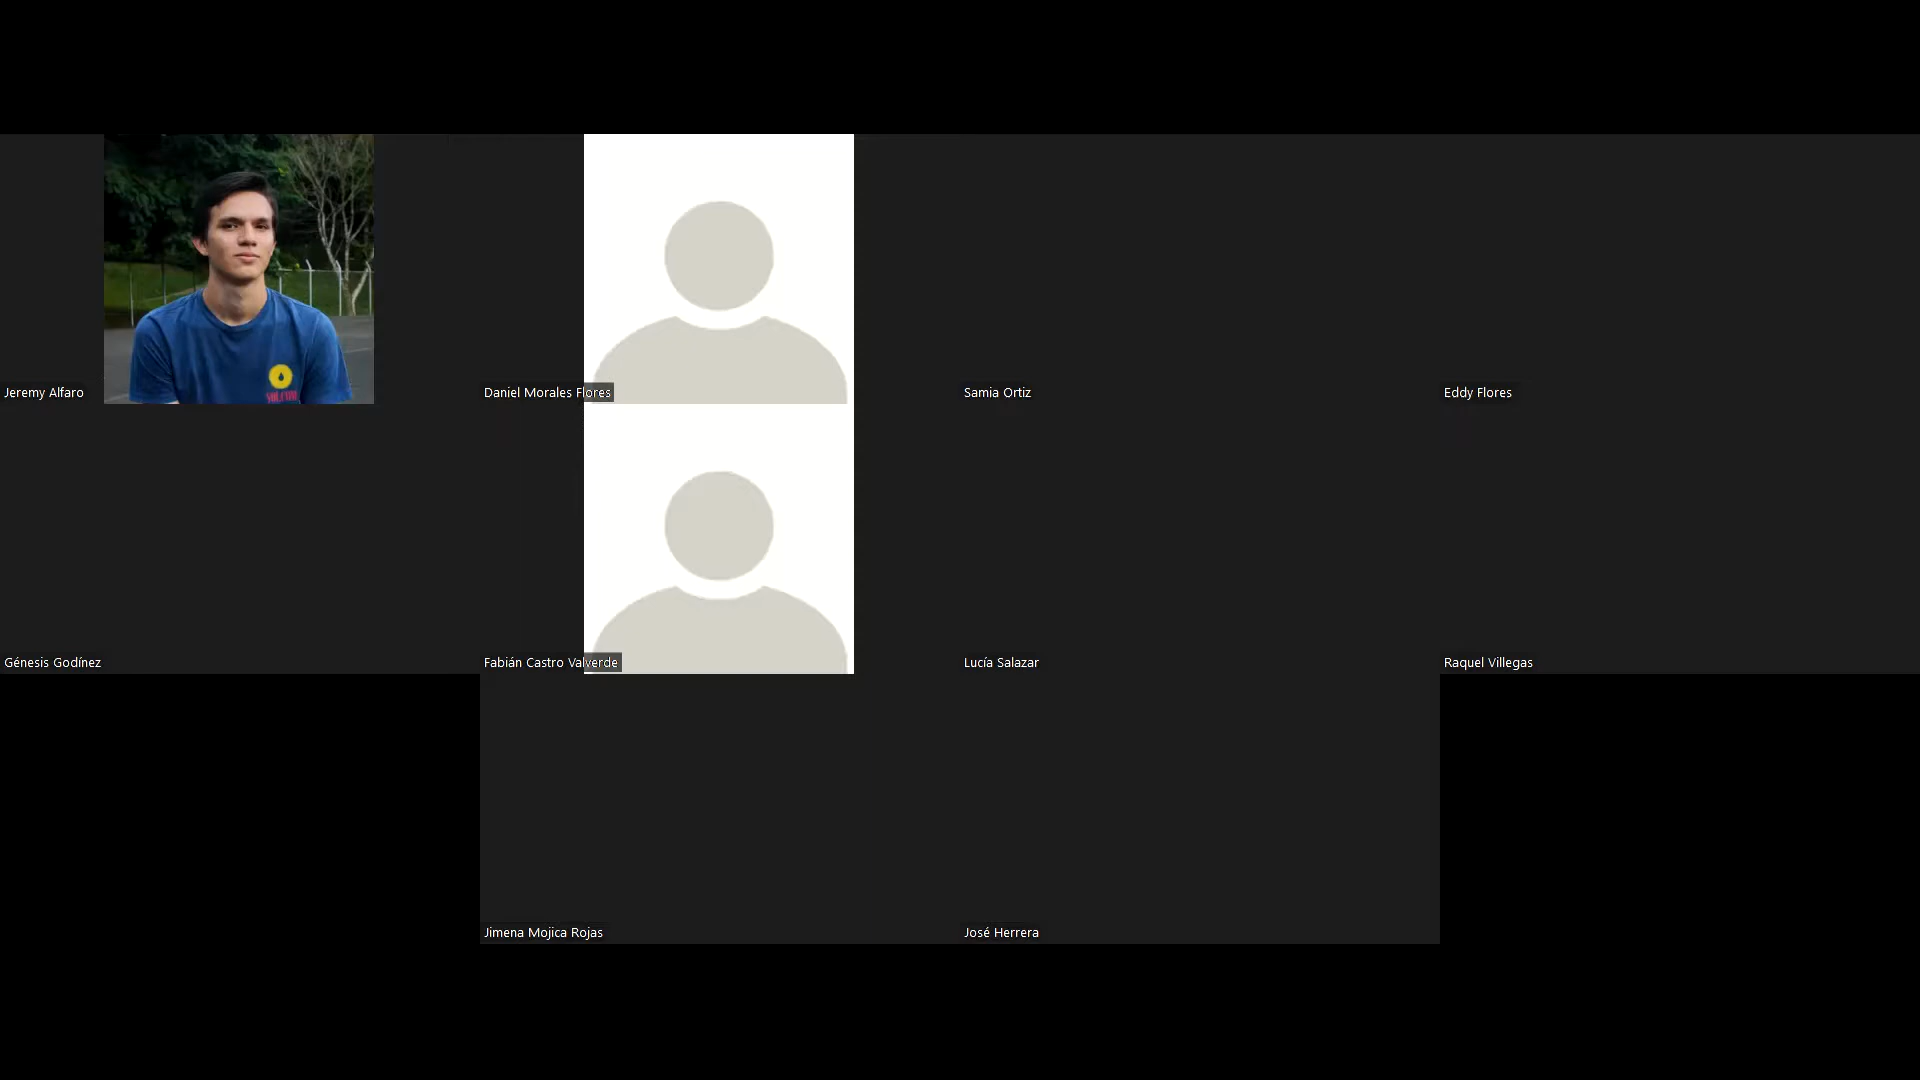 Jeremy Alfaro
Daniel Morales Flores
Samia Ortiz
Eddy Flores
Génesis Godínez
Fabián Castro Valverde
Lucía Salazar
Raquel Villegas
Jimena Mojica Rojas
José Herrera